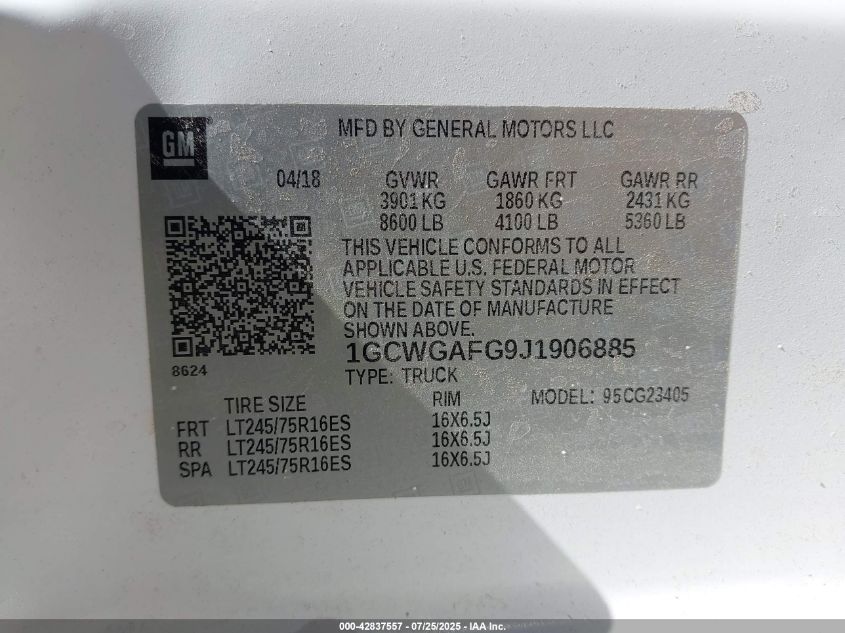 GM
MFD BY GENERAL MOTORS LLC
04/18 GVWR GAWR FRT GAWR RR
3901 KG 1860 KG 2431 KG
8600 LB 4100 LB 5360 LB
THIS VEHICLE CONFORMS TO ALL
APPLICABLE U.S. FEDERAL MOTOR
VEHICLE SAFETY STANDARDS IN EFFECT
ON THE DATE OF MANUFACTURE
SHOWN ABOVE.
1GCWGAFG9J1906885
8624
TYPE: TRUCK
TIRE SIZE RIM MODEL: 95CG23405
FRT LT245/75R16ES 16X6.5J
RR LT245/75R16ES 16X6.5J
SPA LT245/75R16ES 16X6.5J
000-42837557 - 07/25/2025 - IAA Inc.